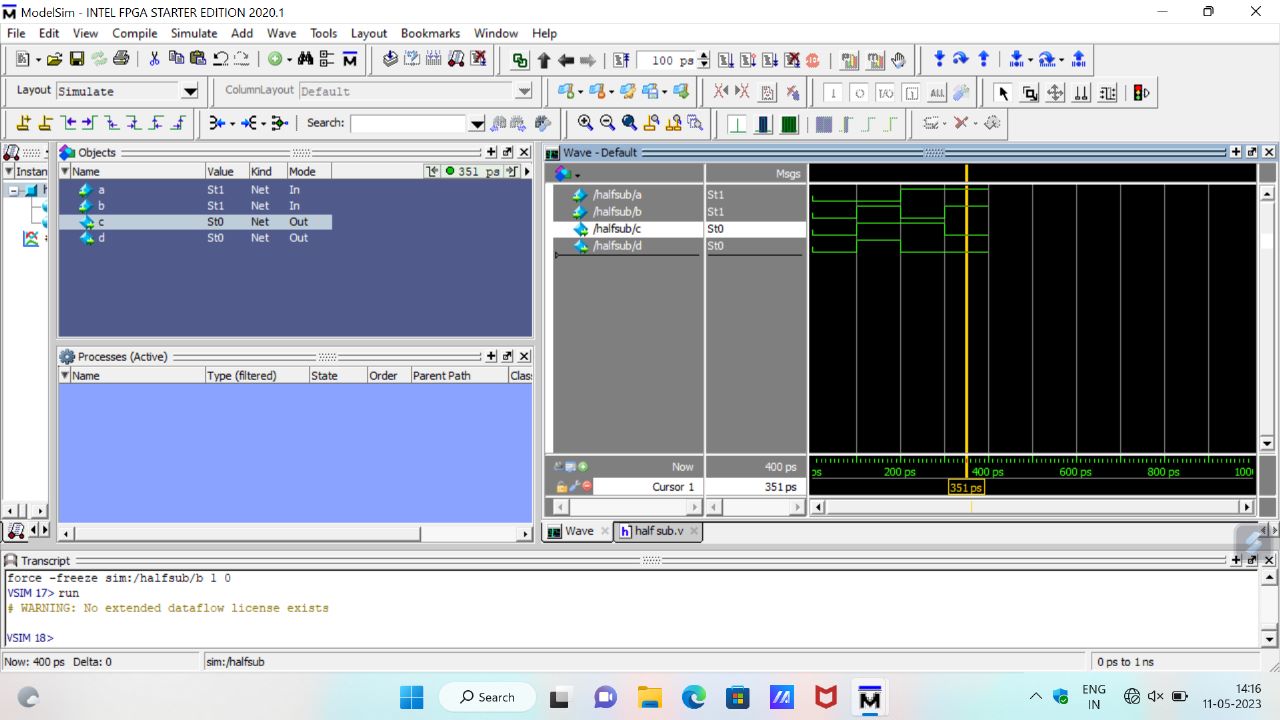 ModelSim - INTEL FPGA STARTER EDITION 2020.1
File Edit View Compile Simulate Add Wave Tools Layout Bookmarks Window Help
100 ps
Layout Simulate ColumnLayout Default ALL
Search:
Instan
Objects
Name Value Kind Mode 351 ps
a St1 Net In
b St1 Net In
c St0 Net Out
d St0 Net Out
Processes (Active)
Name Type (filtered) State Order Parent Path Clas
Wave - Default
Msgs
/halfsub/a St1
/halfsub/b St1
/halfsub/c St0
/halfsub/d St0
Now 400 ps
ps 200 ps 400 ps 600 ps 800 ps 100
Cursor 1 351 ps
351 ps
Wave half sub.v
Transcript
force -freeze sim:/halfsub/b 1 0
VSIM 17> run
# WARNING: No extended dataflow license exists
VSIM 18>
Now: 400 ps Delta: 0 sim:/halfsub 0 ps to 1 ns
Search
ENG
IN
14:16
11-05-2023